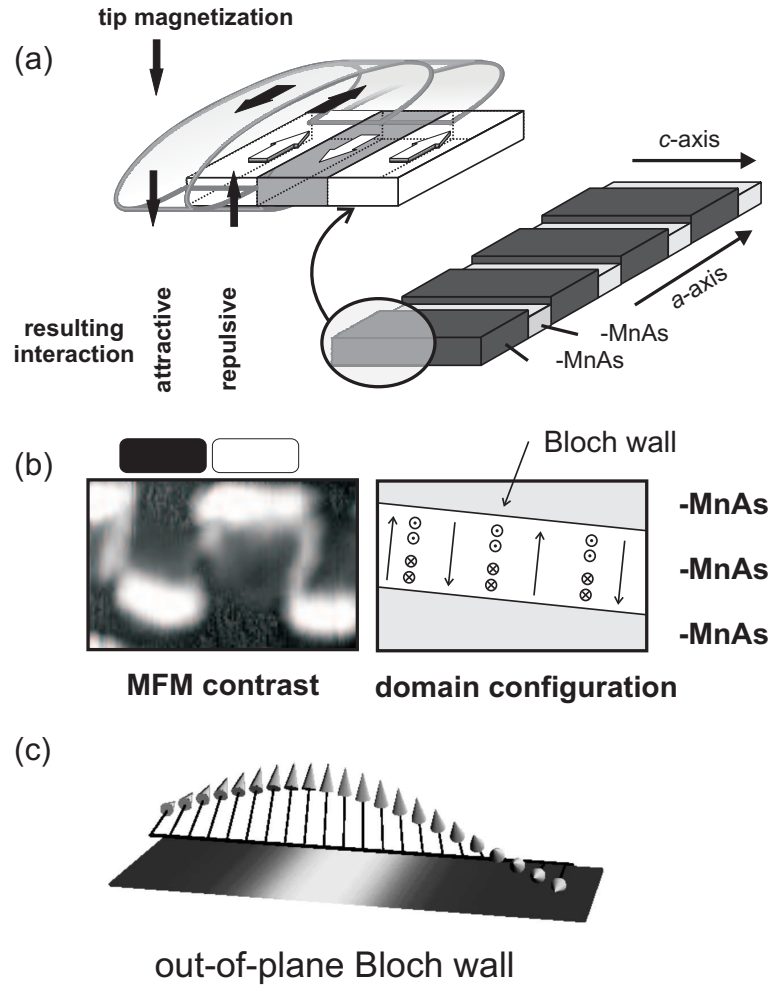 tip magnetization
(a)
c-axis
a-axis
resulting
interaction
attractive
repulsive
-MnAs
-MnAs
(b)
Bloch wall
-MnAs
-MnAs
-MnAs
MFM contrast
domain configuration
(c)
out-of-plane Bloch wall